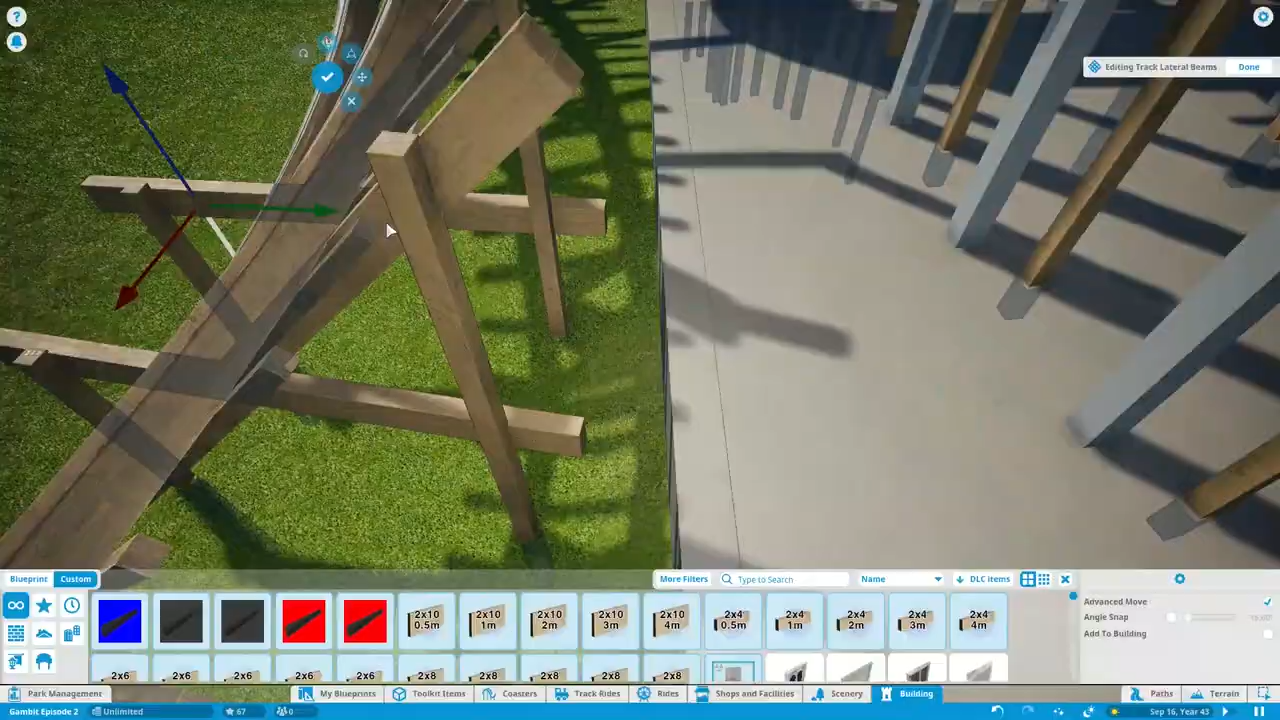 Editing Track Lateral Beams Done
Blueprint Custom More Filters Type to Search Name DLC items
Advanced Move
Angle Snap
Add To Building
2x10 0.5m 2x10 1m 2x10 2m 2x10 3m 2x10 4m 2x4 0.5m 2x4 1m 2x4 2m 2x4 3m 2x4 4m
2x6 2x6 2x6 2x6 2x6 2x8 2x8 2x8 2x8 2x8
Park Management My Blueprints Toolkit Items Coasters Track Rides Rides Shops and Facilities Scenery Building Paths Terrain
Gambit Episode 2 Unlimited 67 0 Sep 16, Year 43